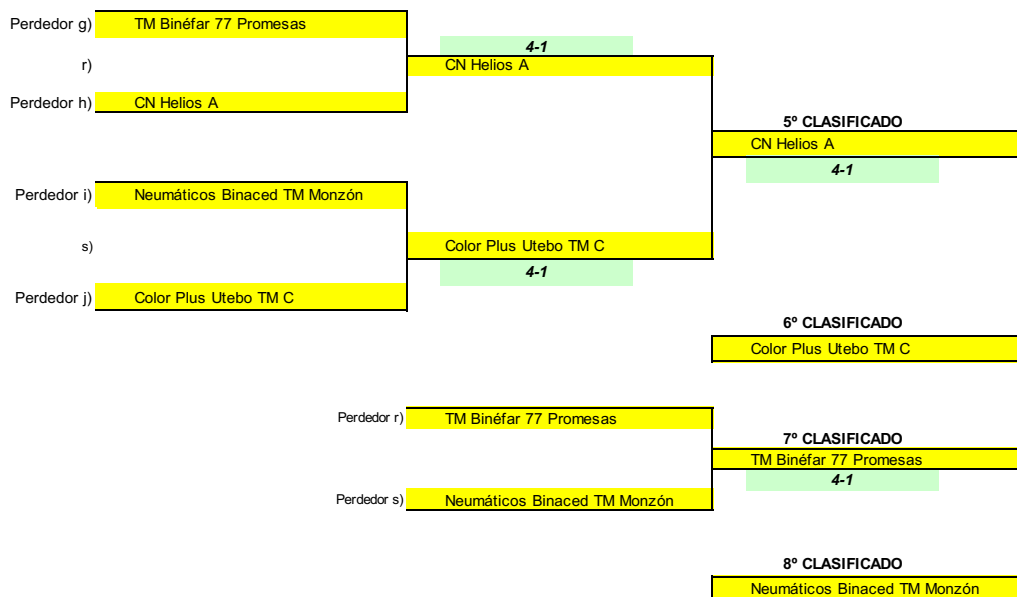 Perdedor g) TM Binéfar 77 Promesas
4-1
r) CN Helios A
Perdedor h) CN Helios A
5º CLASIFICADO
CN Helios A
4-1
Perdedor i) Neumáticos Binaced TM Monzón
s) Color Plus Utebo TM C
4-1
Perdedor j) Color Plus Utebo TM C
6º CLASIFICADO
Color Plus Utebo TM C
Perdedor r) TM Binéfar 77 Promesas
7º CLASIFICADO
TM Binéfar 77 Promesas
4-1
Perdedor s) Neumáticos Binaced TM Monzón
8º CLASIFICADO
Neumáticos Binaced TM Monzón